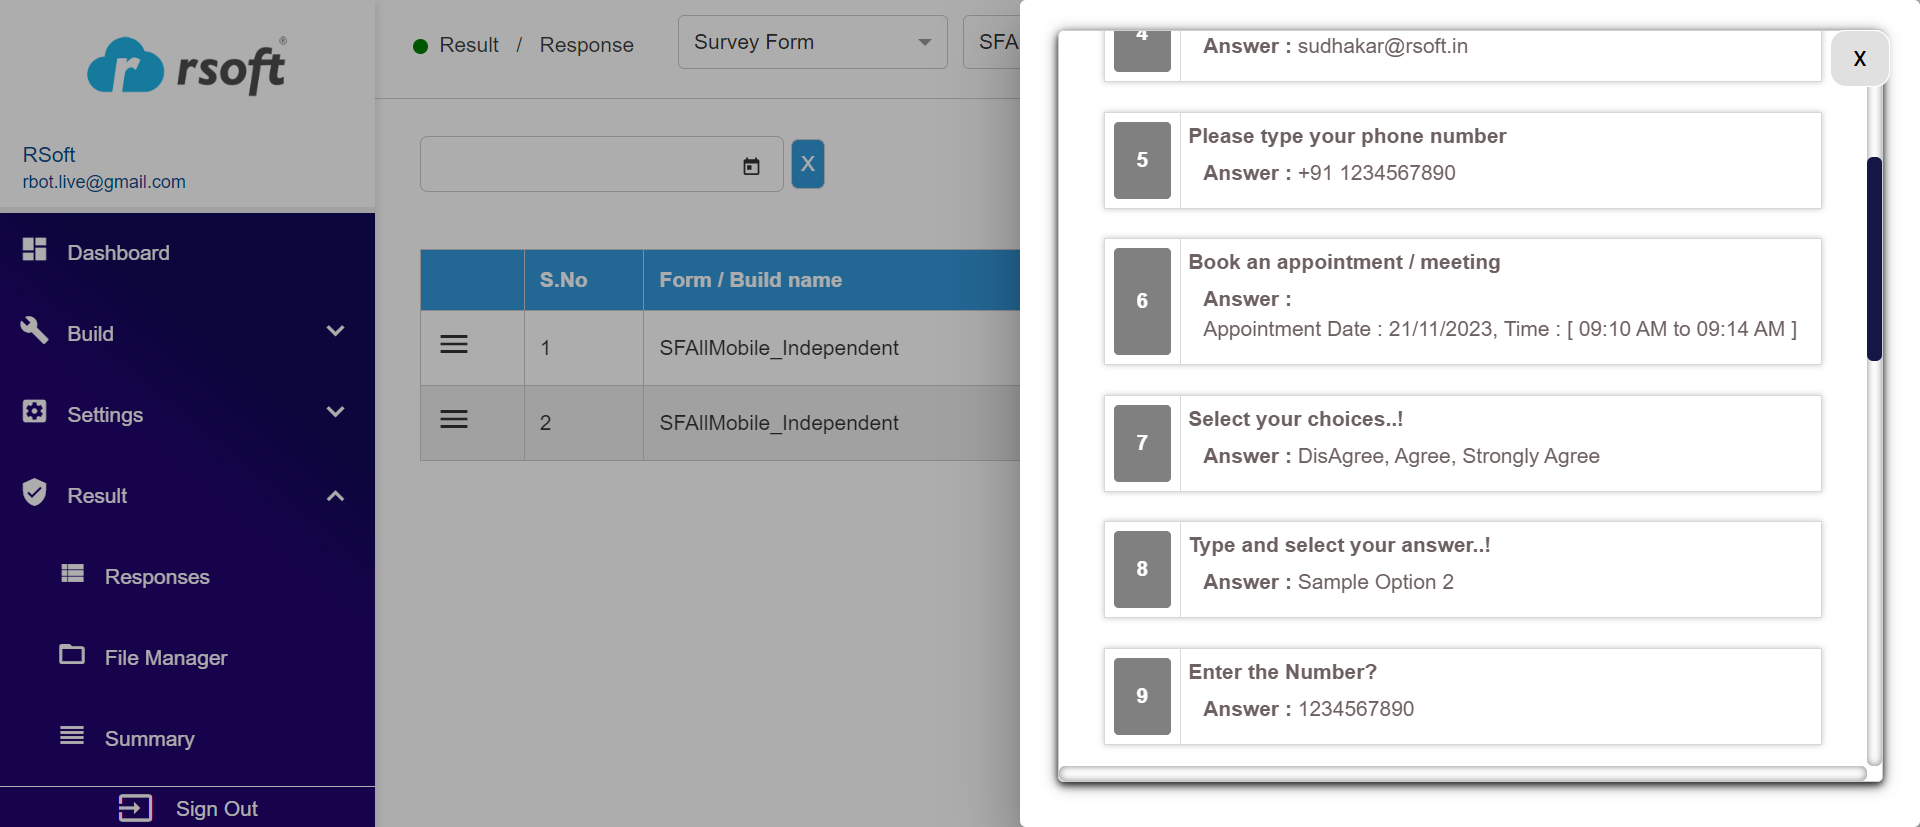 rsoft®
RSoft
rbot.live@gmail.com
Dashboard
Build
Settings
Result
Responses
File Manager
Summary
Sign Out
Result / Response
Survey Form
SFA
X
S.No
Form / Build name
1
SFAllMobile_Independent
2
SFAllMobile_Independent
X
4
Answer : sudhakar@rsoft.in
5
Please type your phone number
Answer : +91 1234567890
6
Book an appointment / meeting
Answer :
Appointment Date : 21/11/2023, Time : [ 09:10 AM to 09:14 AM ]
7
Select your choices..!
Answer : DisAgree, Agree, Strongly Agree
8
Type and select your answer..!
Answer : Sample Option 2
9
Enter the Number?
Answer : 1234567890